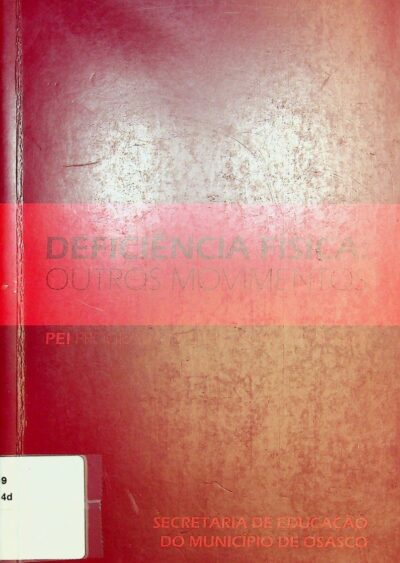 DEFICIÊNCIA FÍSICA:
OUTROS MOVIMENTOS
PEI
9
4d
SECRETARIA DE EDUCAÇÃO
DO MUNICÍPIO DE OSASCO